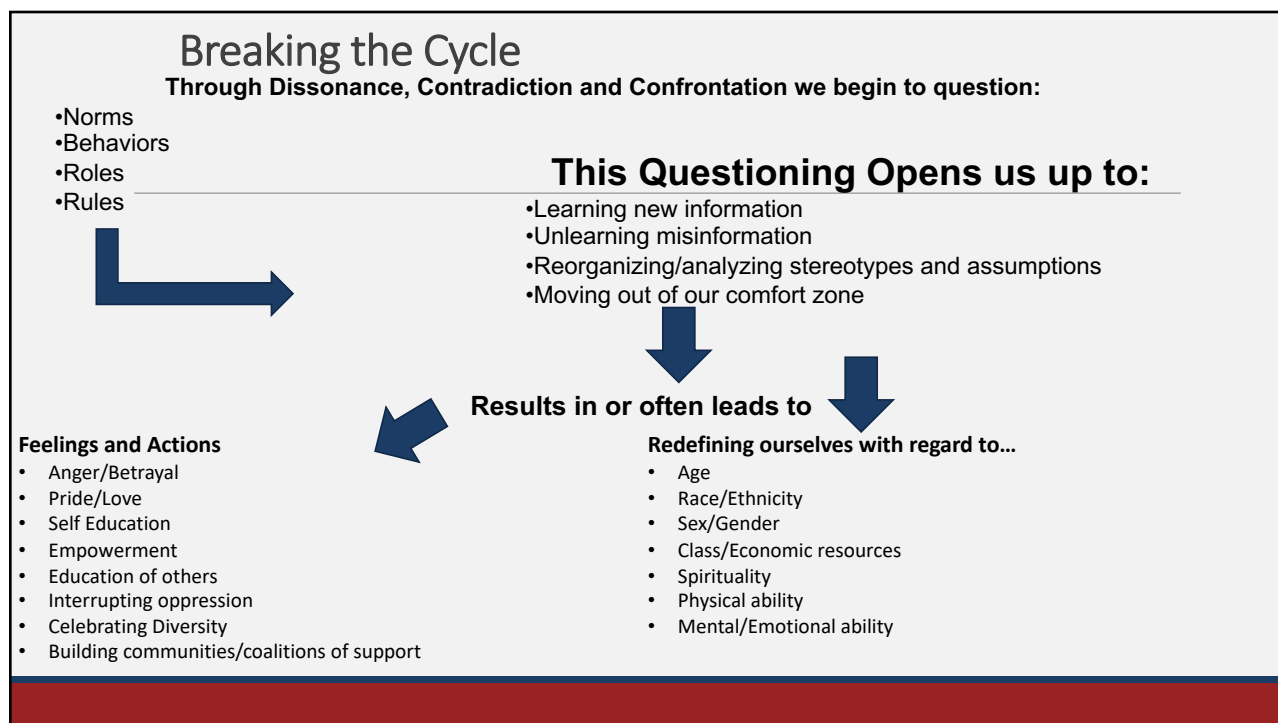 Breaking the Cycle
Through Dissonance, Contradiction and Confrontation we begin to question:
•Norms
•Behaviors
•Roles
•Rules
This Questioning Opens us up to:
•Learning new information
•Unlearning misinformation
•Reorganizing/analyzing stereotypes and assumptions
•Moving out of our comfort zone
Results in or often leads to
Feelings and Actions
• Anger/Betrayal
• Pride/Love
• Self Education
• Empowerment
• Education of others
• Interrupting oppression
• Celebrating Diversity
• Building communities/coalitions of support
Redefining ourselves with regard to…
• Age
• Race/Ethnicity
• Sex/Gender
• Class/Economic resources
• Spirituality
• Physical ability
• Mental/Emotional ability